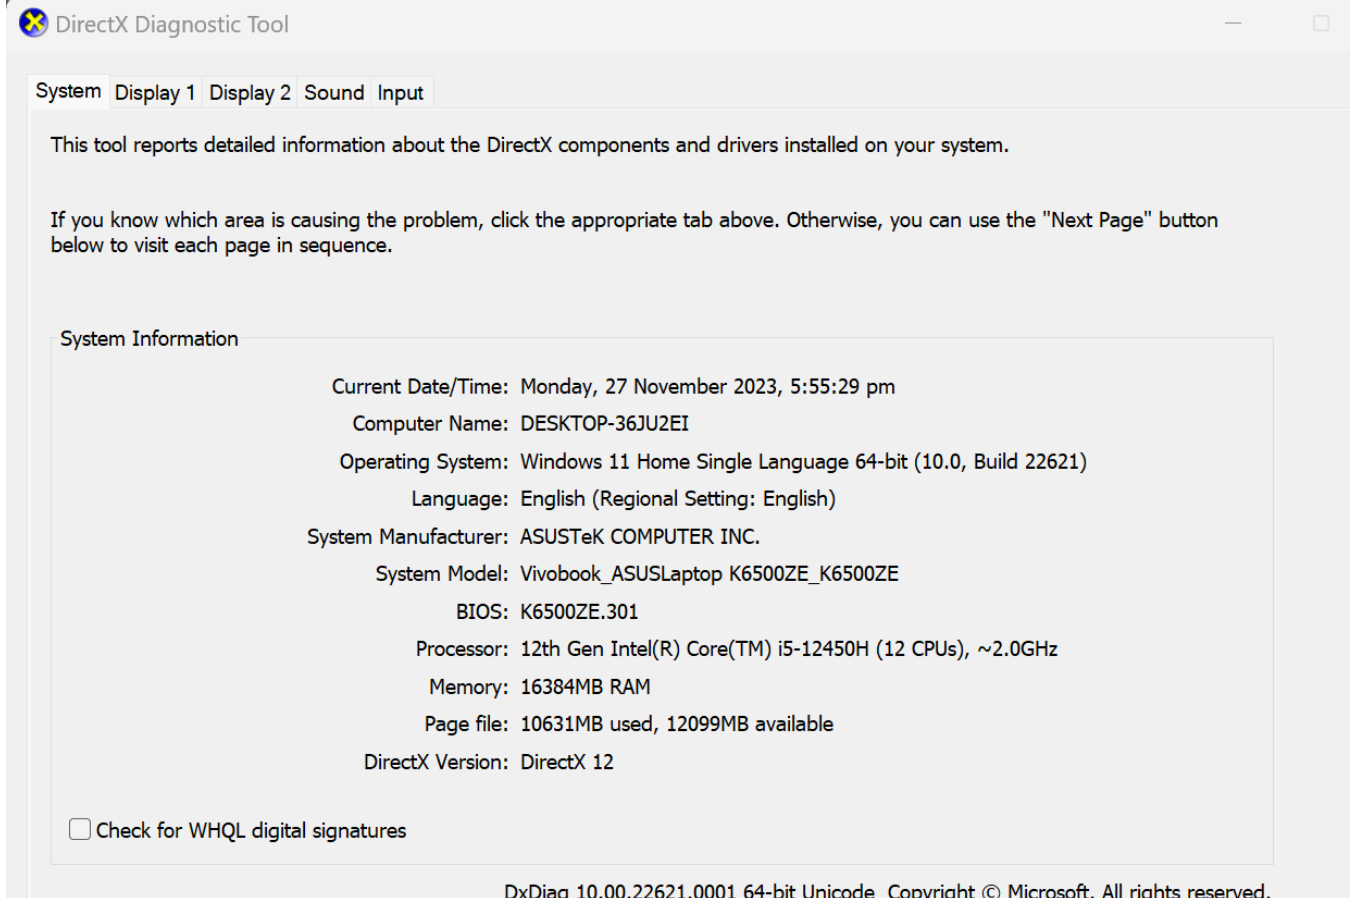 DirectX Diagnostic Tool
System Display 1 Display 2 Sound Input
This tool reports detailed information about the DirectX components and drivers installed on your system.
If you know which area is causing the problem, click the appropriate tab above. Otherwise, you can use the "Next Page" button
below to visit each page in sequence.
System Information
Current Date/Time: Monday, 27 November 2023, 5:55:29 pm
Computer Name: DESKTOP-36JU2EI
Operating System: Windows 11 Home Single Language 64-bit (10.0, Build 22621)
Language: English (Regional Setting: English)
System Manufacturer: ASUSTeK COMPUTER INC.
System Model: Vivobook_ASUSLaptop K6500ZE_K6500ZE
BIOS: K6500ZE.301
Processor: 12th Gen Intel(R) Core(TM) i5-12450H (12 CPUs), ~2.0GHz
Memory: 16384MB RAM
Page file: 10631MB used, 12099MB available
DirectX Version: DirectX 12
Check for WHQL digital signatures
DxDiag 10.00.22621.0001 64-bit Unicode Copyright © Microsoft. All rights reserved.